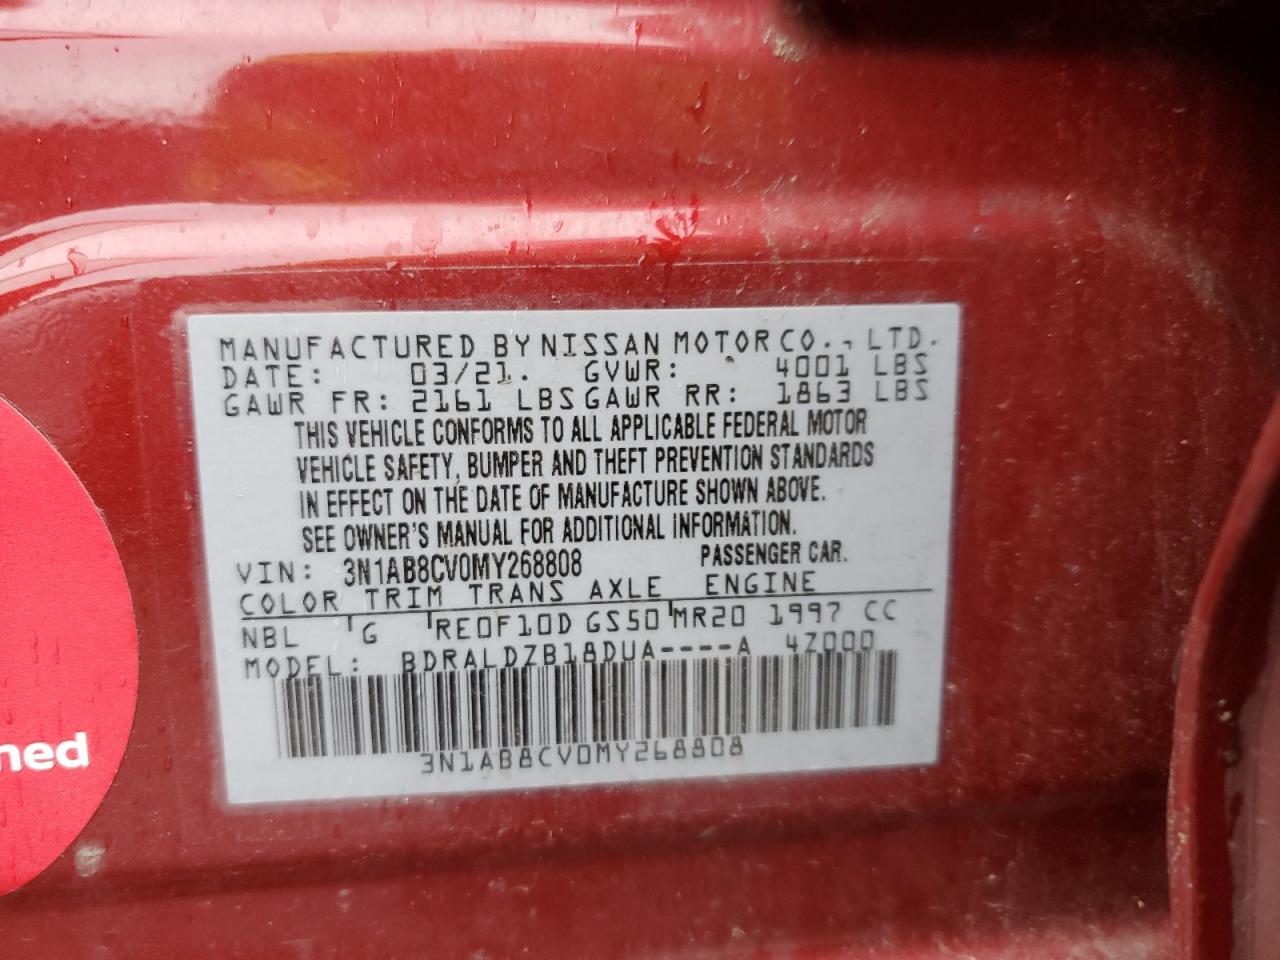 MANUFACTURED BY NISSAN MOTOR CO., LTD.
DATE: 03/21. GVWR: 4001 LBS
GAWR FR: 2161 LBS GAWR RR: 1863 LBS
THIS VEHICLE CONFORMS TO ALL APPLICABLE FEDERAL MOTOR
VEHICLE SAFETY, BUMPER AND THEFT PREVENTION STANDARDS
IN EFFECT ON THE DATE OF MANUFACTURE SHOWN ABOVE.
SEE OWNER'S MANUAL FOR ADDITIONAL INFORMATION.
VIN: 3N1AB8CV0MY268808 PASSENGER CAR.
COLOR TRIM TRANS AXLE ENGINE
NBL G RE0F10D GS50 MR20 1997 CC
MODEL: BDRALDZB18DUA----A 4Z000
3N1AB8CV0MY268808
ned